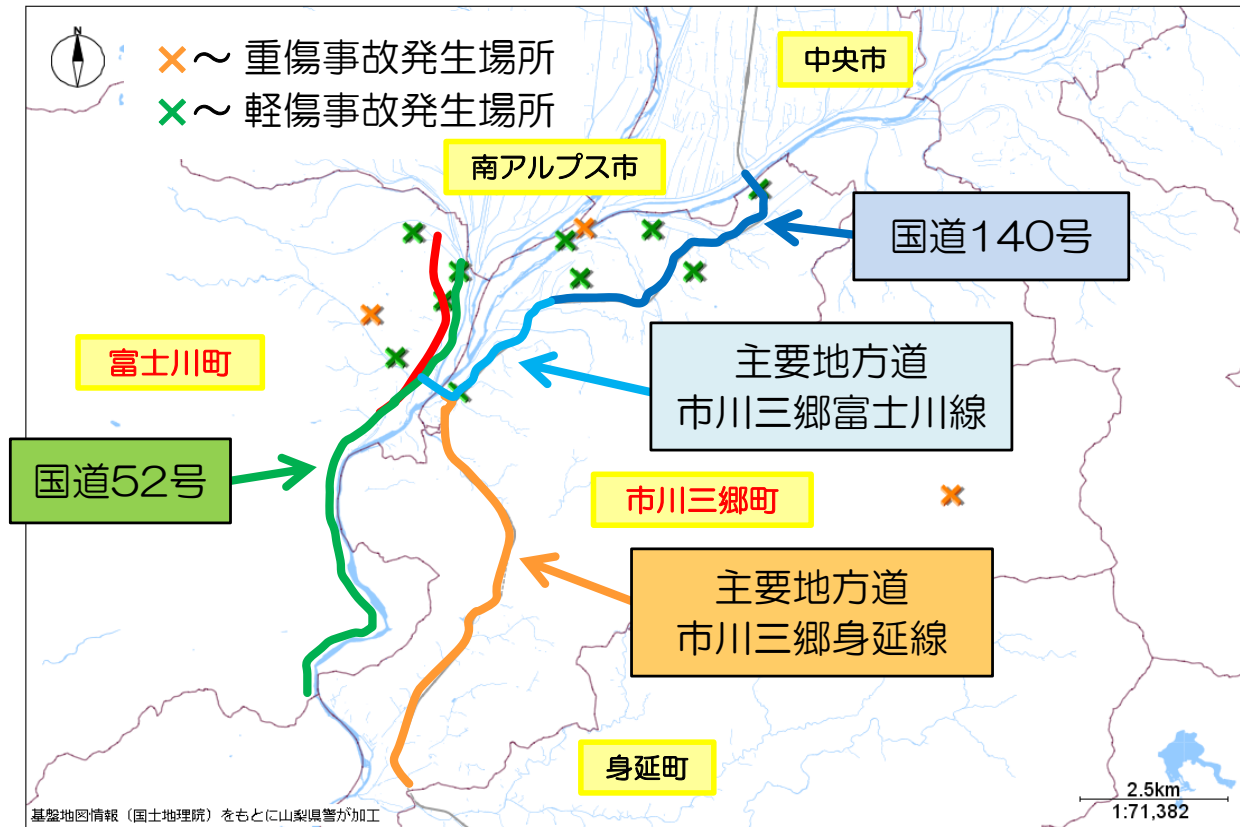 N
×～ 重傷事故発生場所
×～ 軽傷事故発生場所
中央市
南アルプス市
国道140号
主要地方道
市川三郷富士川線
富士川町
国道52号
市川三郷町
主要地方道
市川三郷身延線
身延町
2.5km
1:71,382
基盤地図情報（国土地理院）をもとに山梨県警が加工